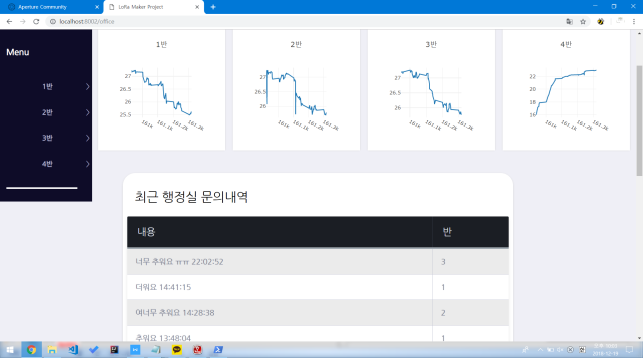 Aperture Community
LoRa-Maker-Project
localhost:8002/office
Menu
1반
2반
3반
4반
1반
27
26.5
26
25.5
161k
161.1k
161.2k
161.3k
2반
27
26.5
26
161k
161.1k
161.2k
161.3k
3반
27
26.5
26
161k
161.1k
161.2k
161.3k
4반
22
20
18
16
161k
161.1k
161.2k
161.3k
최근 행정실 문의내역
내용 반
너무 추워요 ㅠㅠ 22:02:52 3
더워요 14:41:15 1
여너무 추워요 14:28:38 2
추워요 13:48:04 1